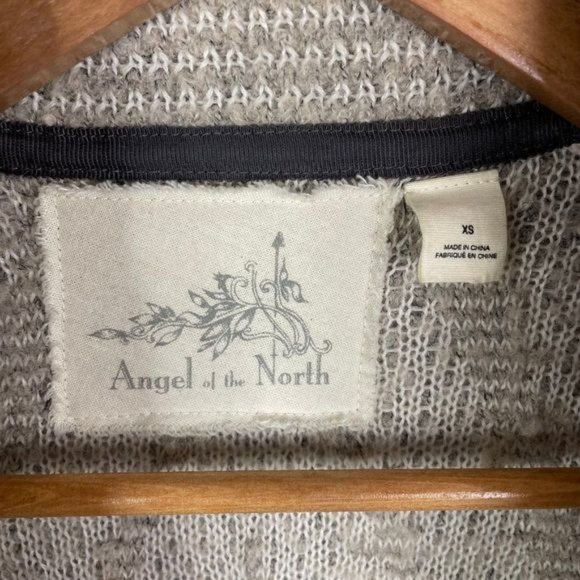 Angel of the North
XS
MADE IN CHINA
FABRIQUÉ EN CHINE